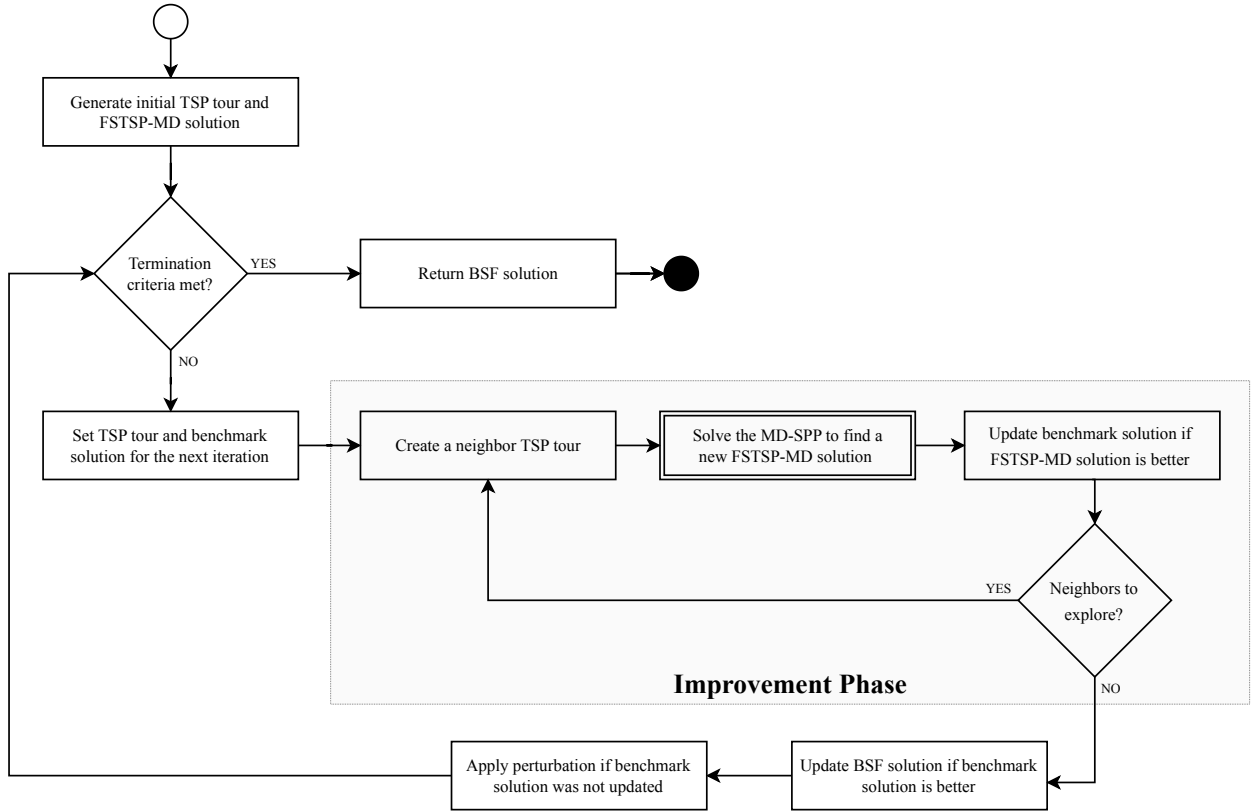 Generate initial TSP tour and
FSTSP-MD solution
Termination
criteria met?
YES
Return BSF solution
NO
Set TSP tour and benchmark
solution for the next iteration
Create a neighbor TSP tour
Solve the MD-SPP to find a
new FSTSP-MD solution
Update benchmark solution if
FSTSP-MD solution is better
Neighbors to
explore?
YES
Improvement Phase
NO
Update BSF solution if benchmark
solution is better
Apply perturbation if benchmark
solution was not updated